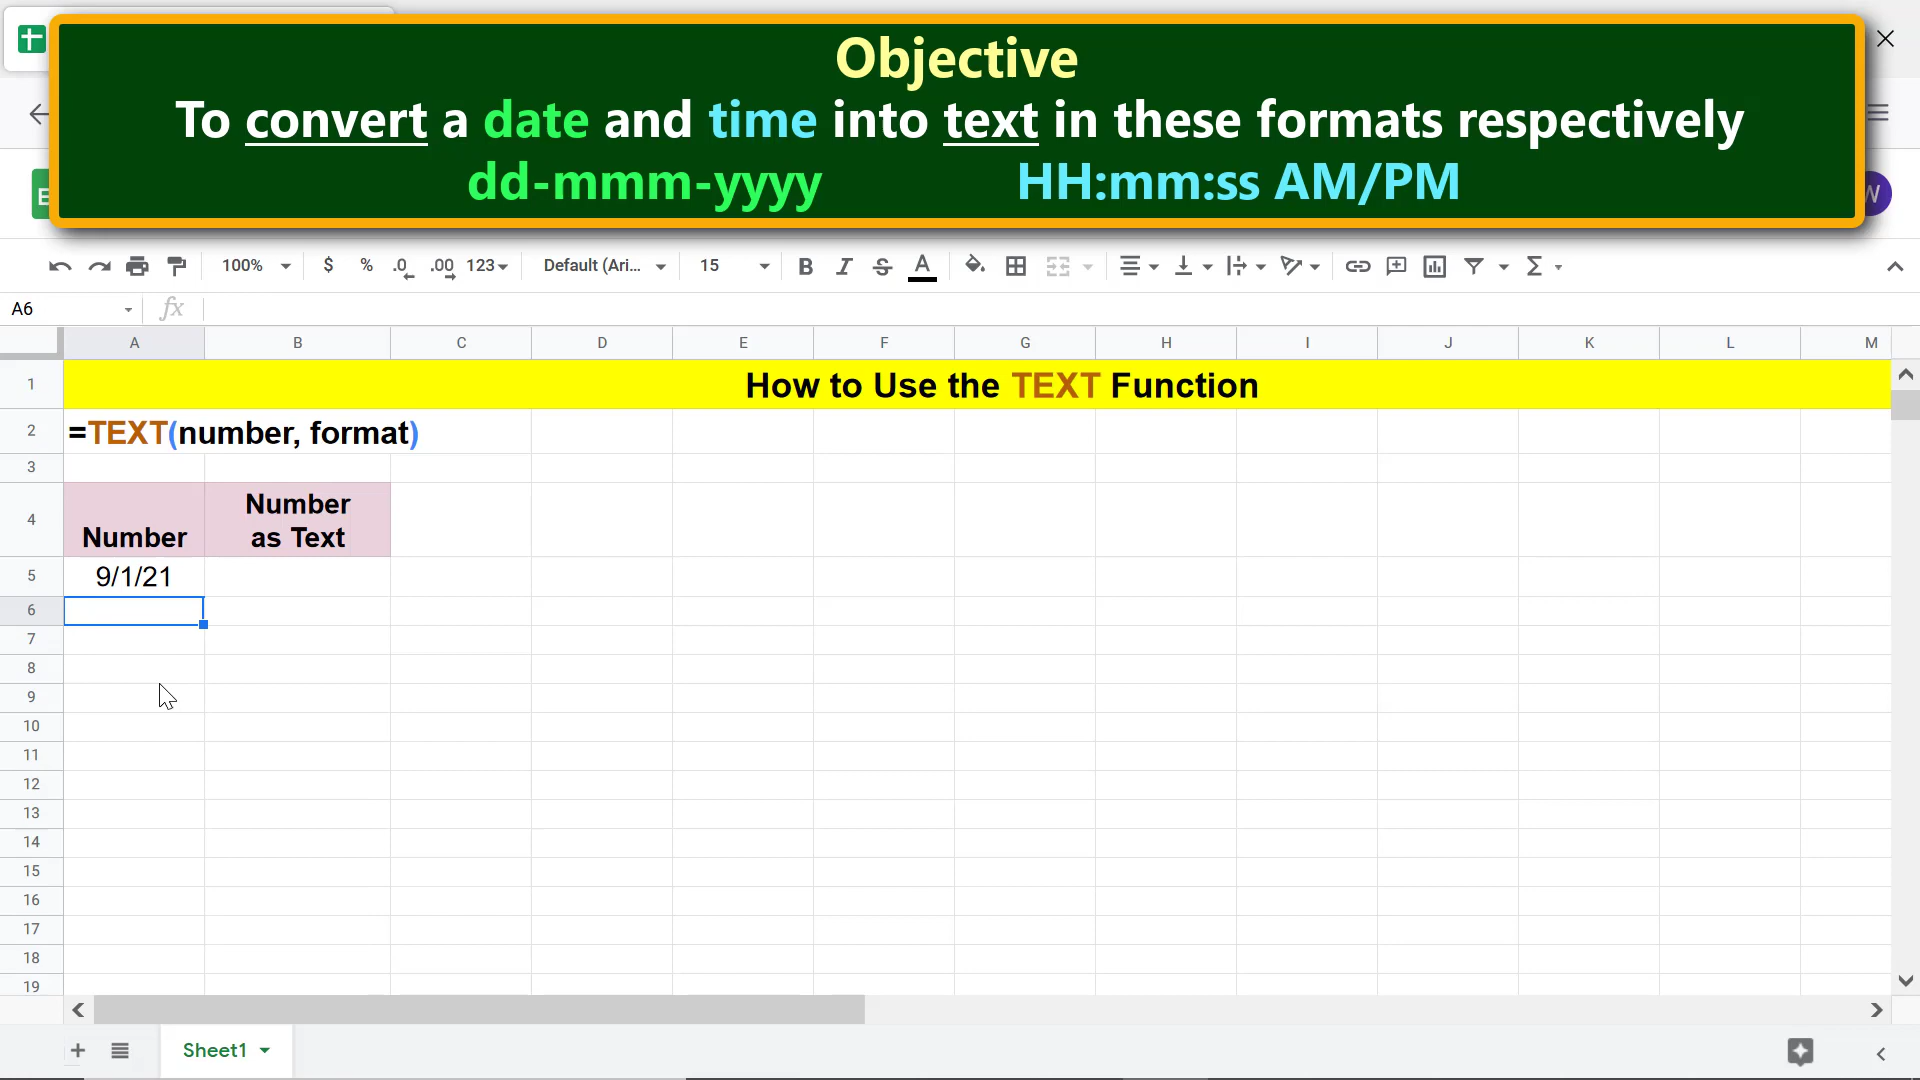 Objective
To convert a date and time into text in these formats respectively
dd-mmm-yyyy HH:mm:ss AM/PM
E
W
100% $ % .0 .00 123 Default (Ari... 15 B I S A Σ
A6 fx
A B C D E F G H I J K L M
1 How to Use the TEXT Function
2 =TEXT(number, format)
3
4 Number Number
as Text
5 9/1/21
6
7
8
9
10
11
12
13
14
15
16
17
18
19
+ Sheet1